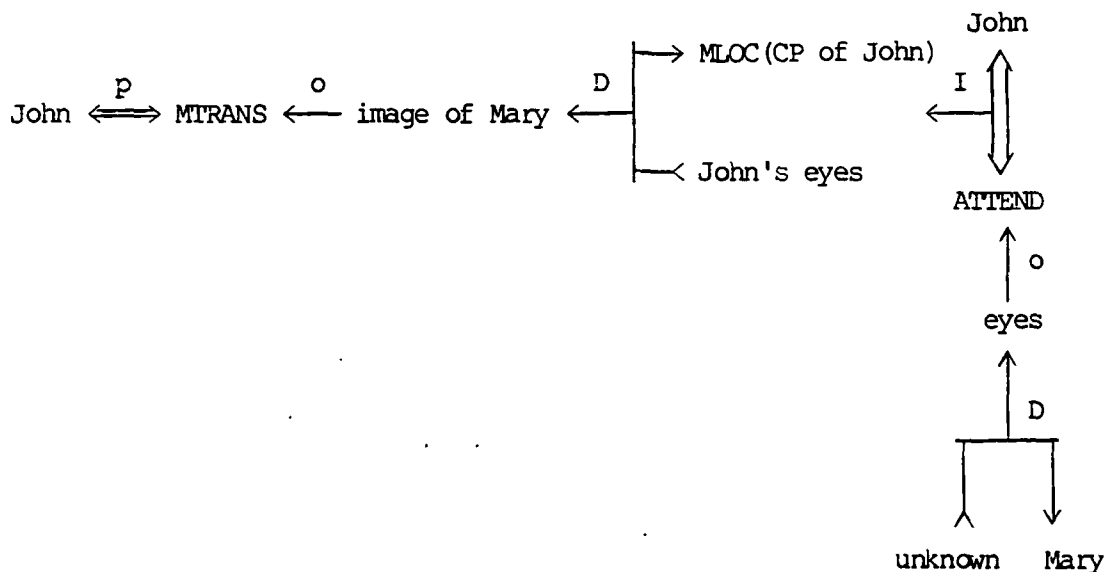 John
MLOC(CP of John)
p o D I
John MTRANS image of Mary
John's eyes
ATTEND
o
eyes
D
unknown Mary